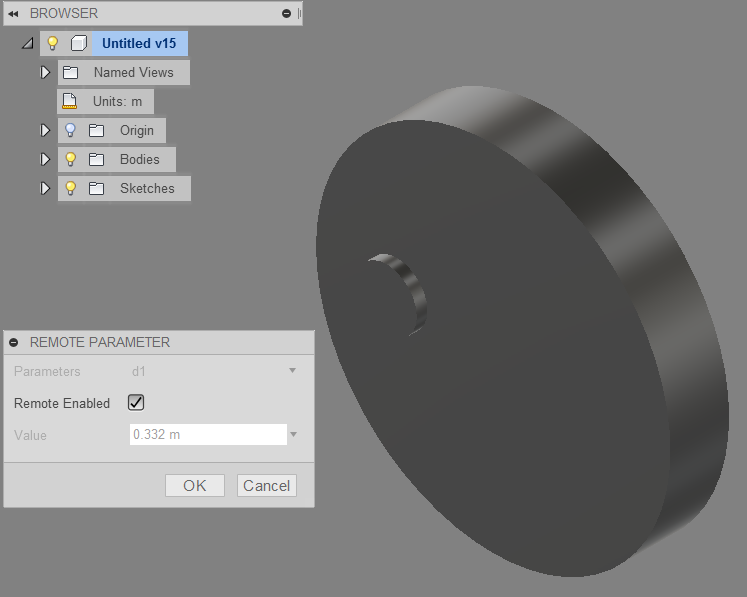 BROWSER
Untitled v15
Named Views
Units: m
Origin
Bodies
Sketches
REMOTE PARAMETER
Parameters d1
Remote Enabled
Value 0.332 m
OK Cancel